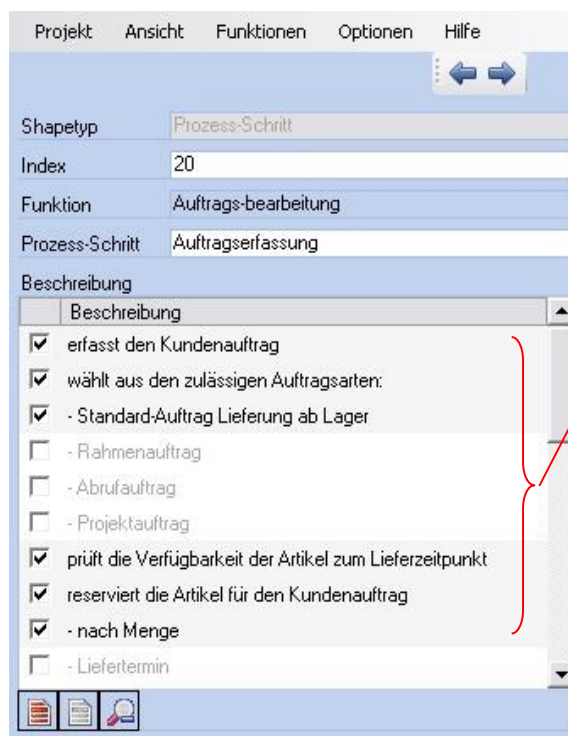 Projekt Ansicht Funktionen Optionen Hilfe
Shapetyp Prozess-Schritt
Index 20
Funktion Auftrags-bearbeitung
Prozess-Schritt Auftragserfassung
Beschreibung
Beschreibung
erfasst den Kundenauftrag
wählt aus den zulässigen Auftragsarten:
- Standard-Auftrag Lieferung ab Lager
- Rahmenauftrag
- Abrufauftrag
- Projektauftrag
prüft die Verfügbarkeit der Artikel zum Lieferzeitpunkt
reserviert die Artikel für den Kundenauftrag
- nach Menge
- Liefertermin